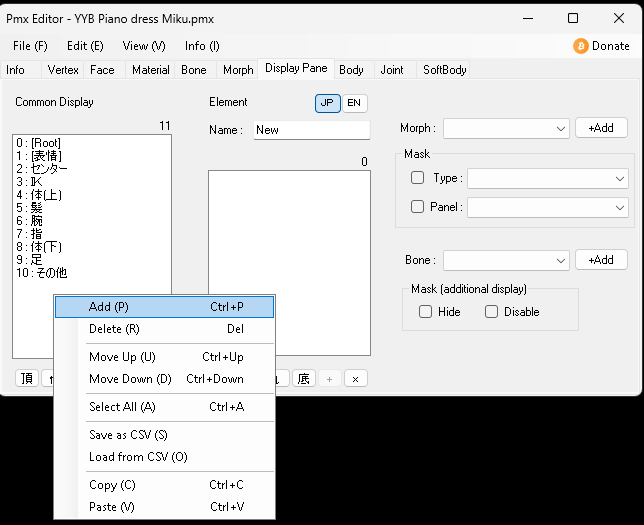 Pmx Editor - YYB Piano dress Miku.pmx
File (F) Edit (E) View (V) Info (I) Donate
Info Vertex Face Material Bone Morph Display Pane Body Joint SoftBody
Common Display Element JP EN
11 Name : New Morph : +Add
0 : [Root]
1 : [表情]
2 : センター
3 : IK
4 : 体(上)
5 : 髪
6 : 腕
7 : 指
8 : 体(下)
9 : 足
10 : その他
0
Mask
Type :
Panel :
Bone : +Add
Mask (additional display)
Hide Disable
Add (P) Ctrl+P
Delete (R) Del
Move Up (U) Ctrl+Up
Move Down (D) Ctrl+Down
Select All (A) Ctrl+A
Save as CSV (S)
Load from CSV (O)
Copy (C) Ctrl+C
Paste (V) Ctrl+V
頂 底 + ×